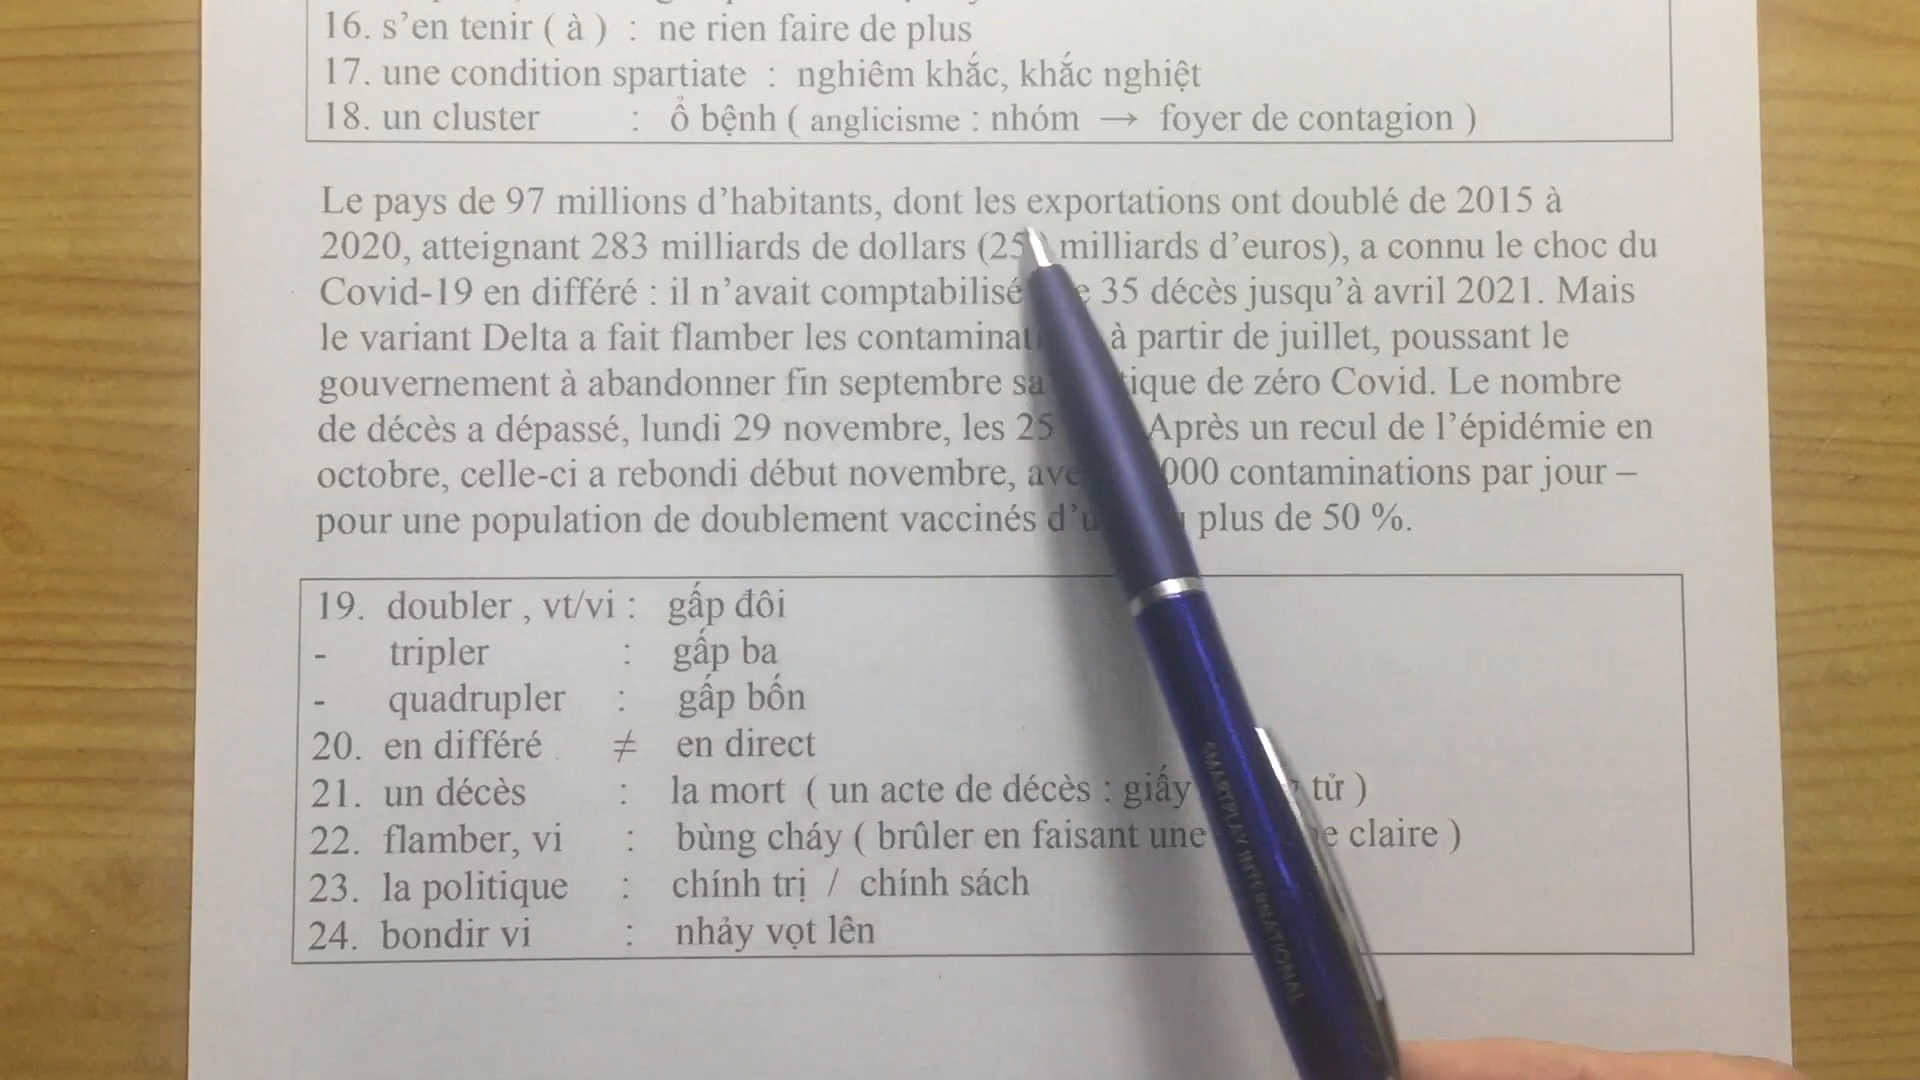 16. s’en tenir ( à ) : ne rien faire de plus
17. une condition spartiate : nghiêm khắc, khắc nghiệt
18. un cluster : ổ bệnh ( anglicisme : nhóm → foyer de contagion )
Le pays de 97 millions d’habitants, dont les exportations ont doublé de 2015 à
2020, atteignant 283 milliards de dollars (25 milliards d’euros), a connu le choc du
Covid-19 en différé : il n’avait comptabilisé 35 décès jusqu’à avril 2021. Mais
le variant Delta a fait flamber les à partir de juillet, poussant le
gouvernement à abandonner fin septembre sa de zéro Covid. Le nombre
de décès a dépassé, lundi 29 novembre, les 25 Après un recul de l’épidémie en
octobre, celle-ci a rebondi début novembre, 000 contaminations par jour –
pour une population de doublement vaccinés plus de 50 %.
19. doubler , vt/vi : gấp đôi
- tripler : gấp ba
- quadrupler : gấp bốn
20. en différé ≠ en direct
21. un décès : la mort ( un acte de décès : giấy tử )
22. flamber, vi : bùng cháy ( brûler en faisant une claire )
23. la politique : chính trị / chính sách
24. bondir vi : nhảy vọt lên
SMARTPLAY INTERNATIONAL